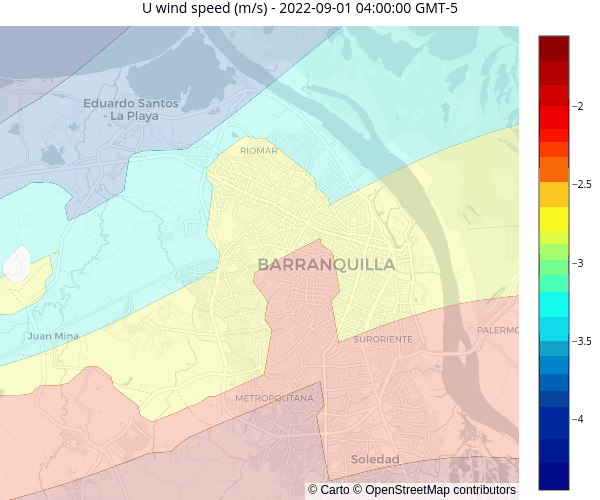 U wind speed (m/s) - 2022-09-01 04:00:00 GMT-5
Eduardo Santos
- La Playa
RIOMAR
BARRANQUILLA
Juan Mina
SURORIENTE
PALERMO
METROPOLITANA
Soledad
© Carto © OpenStreetMap contributors
−2
−2.5
−3
−3.5
−4